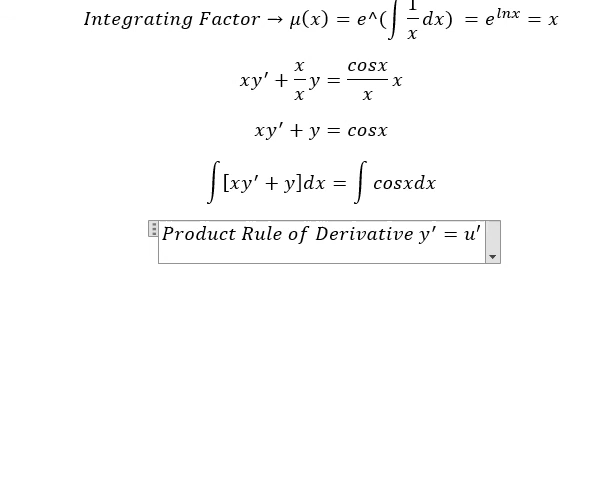 Integrating Factor → μ(x) = e^(∫ 1/x dx) = e^{lnx} = x
xy′ + x/x y = cosx/x x
xy′ + y = cosx
∫[xy′ + y]dx = ∫ cosxdx
Product Rule of Derivative y′ = u′